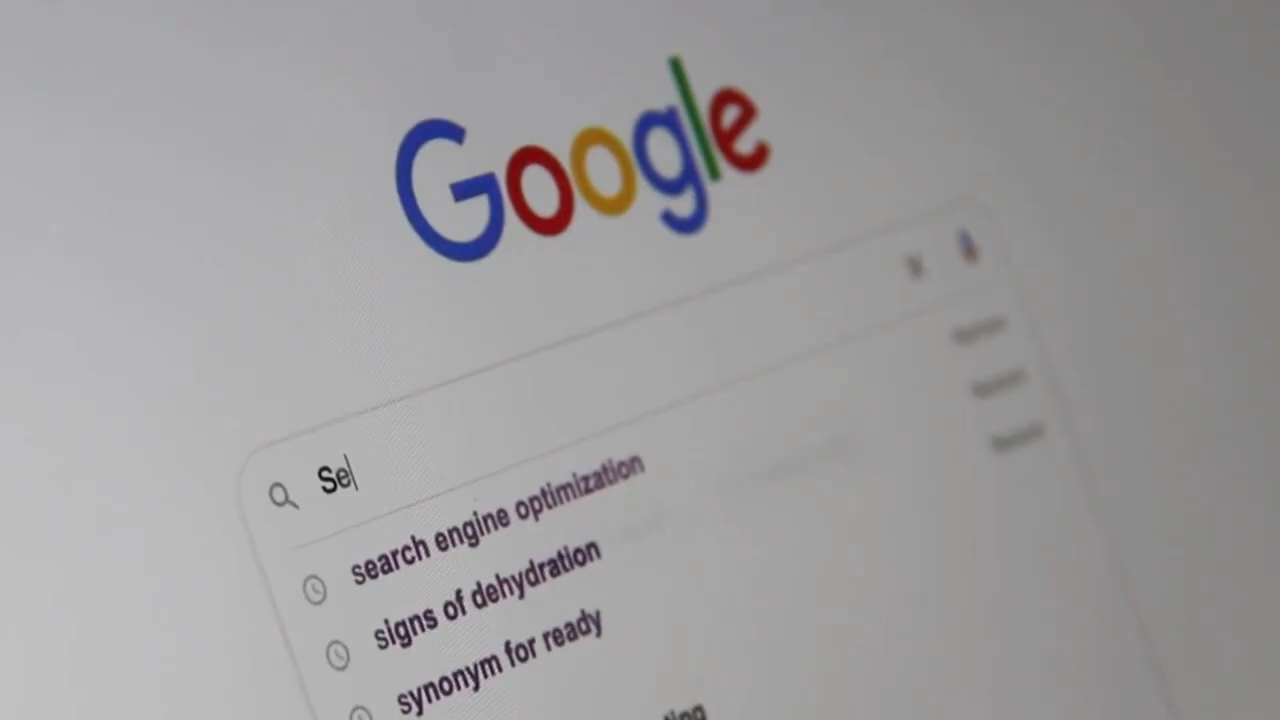 Google
Se
search engine optimization
signs of dehydration
synonym for ready